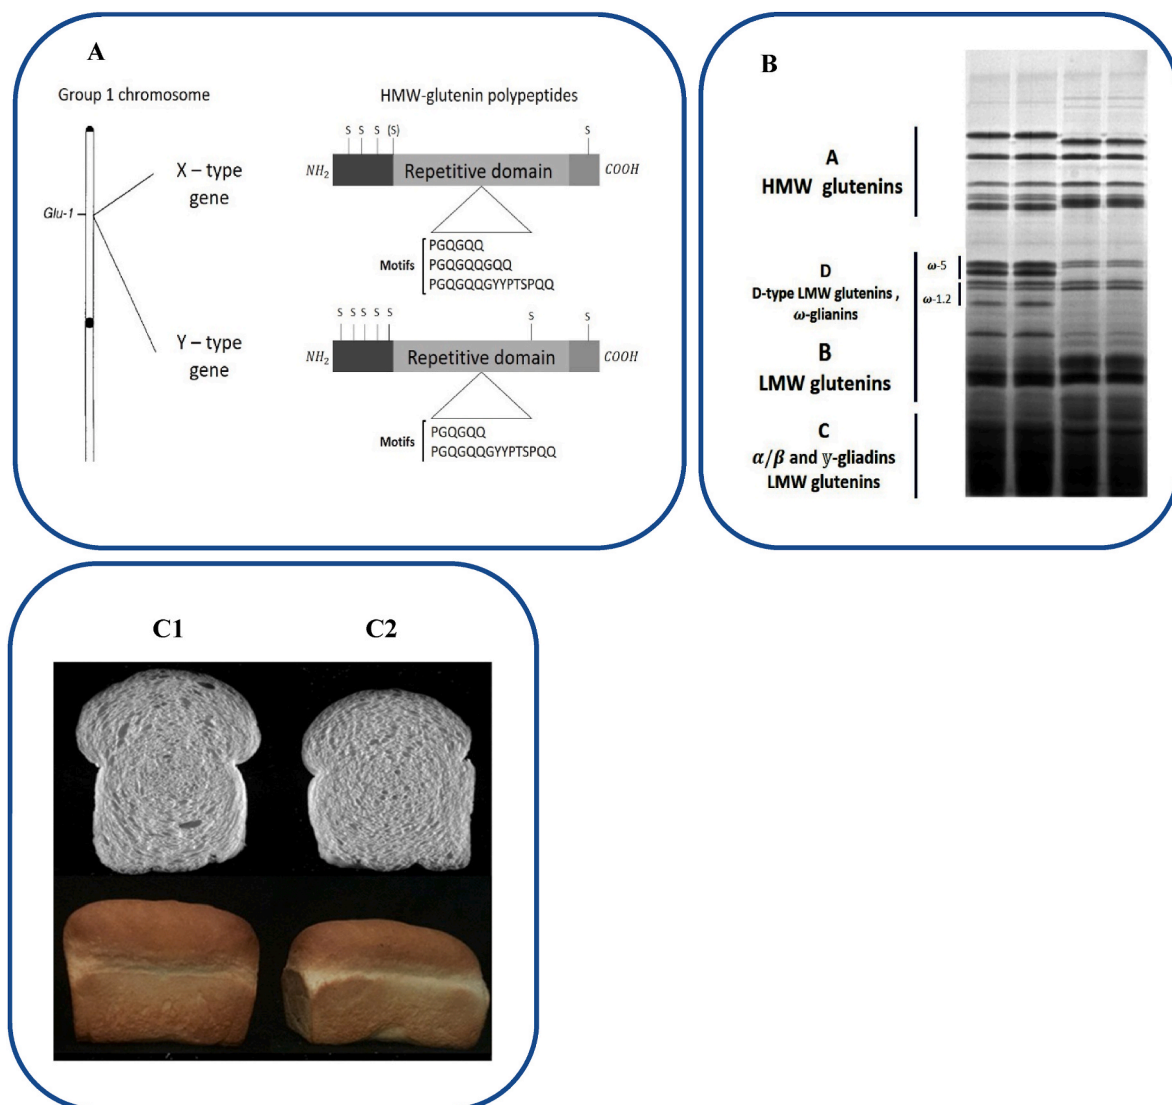 A
Group 1 chromosome
HMW-glutenin polypeptides
X – type
gene
Glu-1
Y – type
gene
S S S (S) S
NH₂ Repetitive domain COOH
Motifs
PGQGQQ
PGQGQQGQQ
PGQGQQGYYPTSPQQ
S S S S S S S
NH₂ Repetitive domain COOH
Motifs
PGQGQQ
PGQGQQGYYPTSPQQ
B
A
HMW glutenins
D
D-type LMW glutenins ,
ω-glianins
ω-5
ω-1.2
B
LMW glutenins
C
α/β and 𝕪-gliadins
LMW glutenins
C1 C2